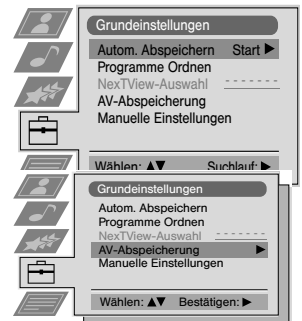 Grundeinstellungen
Autom. Abspeichern Start ▶
Programme Ordnen
NexTView-Auswahl - - - - - - -
AV-Abspeicherung
Manuelle Einstellungen
Wählen: ▲▼ Suchlauf: ▶
Grundeinstellungen
Autom. Abspeichern
Programme Ordnen
NexTView-Auswahl - - - - - - -
AV-Abspeicherung ▶
Manuelle Einstellungen
Wählen: ▲▼ Bestätigen: ▶